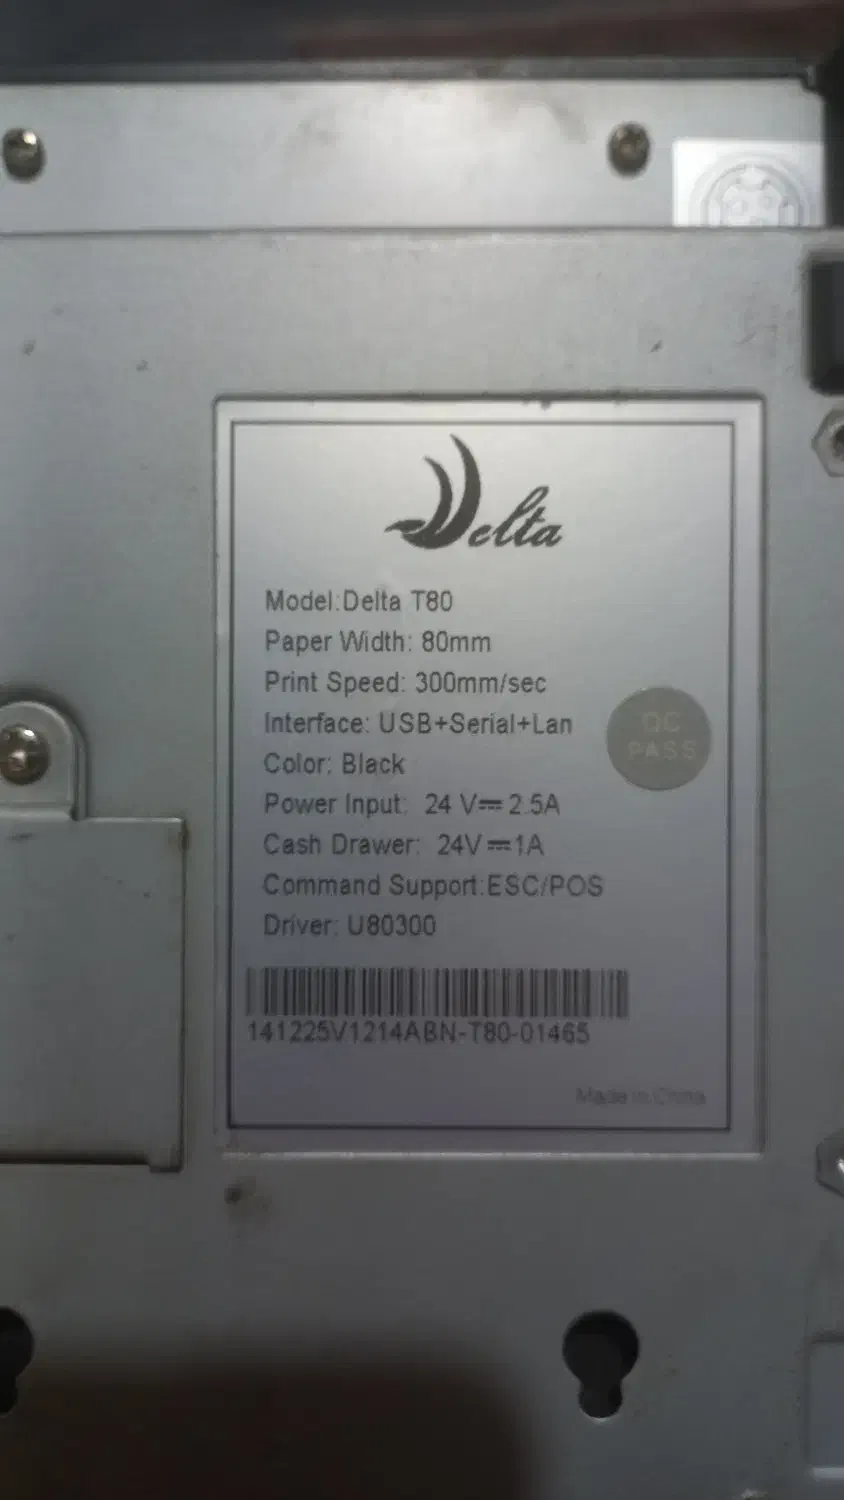 Delta
Model:Delta T80
Paper Width: 80mm
Print Speed: 300mm/sec
Interface: USB+Serial+Lan
QC
PASS
Color: Black
Power Input: 24 V⎓2.5A
Cash Drawer: 24V⎓1A
Command Support:ESC/POS
Driver: U80300
141225V1214ABN-T80-01465
Made in China